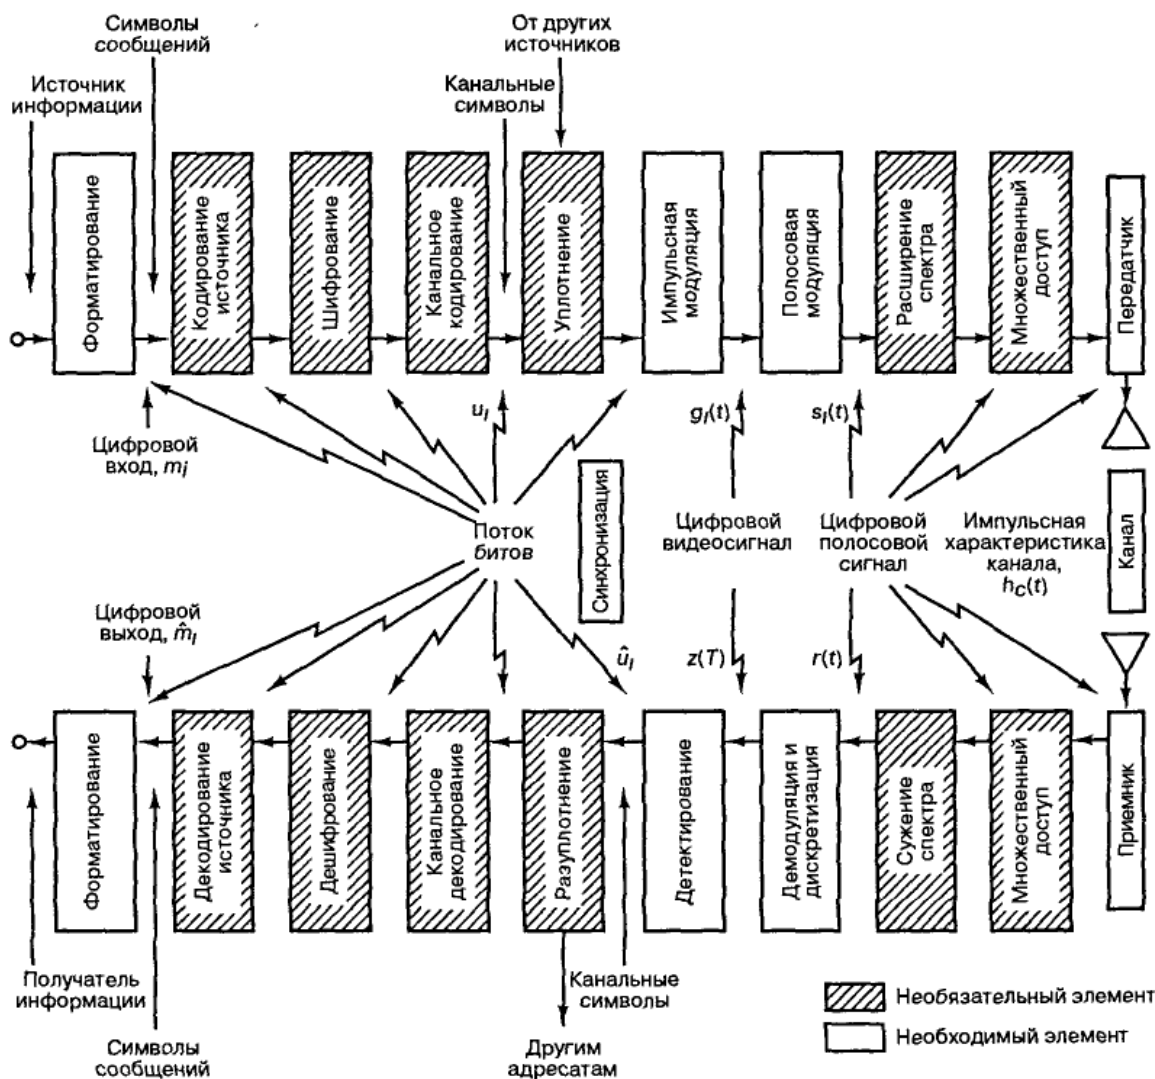 Символы
сообщений
От других
источников
Источник
информации
Канальные
символы
Форматирование
Кодирование
источника
Шифрование
Канальное
кодирование
Уплотнение
Импульсная
модуляция
Полосовая
модуляция
Расширение
спектра
Множественный
доступ
Передатчик
Цифровой
вход, mi
ui
gi(t)
si(t)
Поток
битов
Синхронизация
Цифровой
видеосигнал
Цифровой
полосовой
сигнал
Импульсная
характеристика
канала,
hc(t)
Канал
Цифровой
выход, m̂i
ûi
z(T)
r(t)
Форматирование
Декодирование
источника
Дешифрование
Канальное
декодирование
Разуплотнение
Детектирование
Демодуляция и
дискретизация
Сужение
спектра
Множественный
доступ
Приемник
Получатель
информации
Канальные
символы
Символы
сообщений
Другим
адресатам
Необязательный элемент
Необходимый элемент